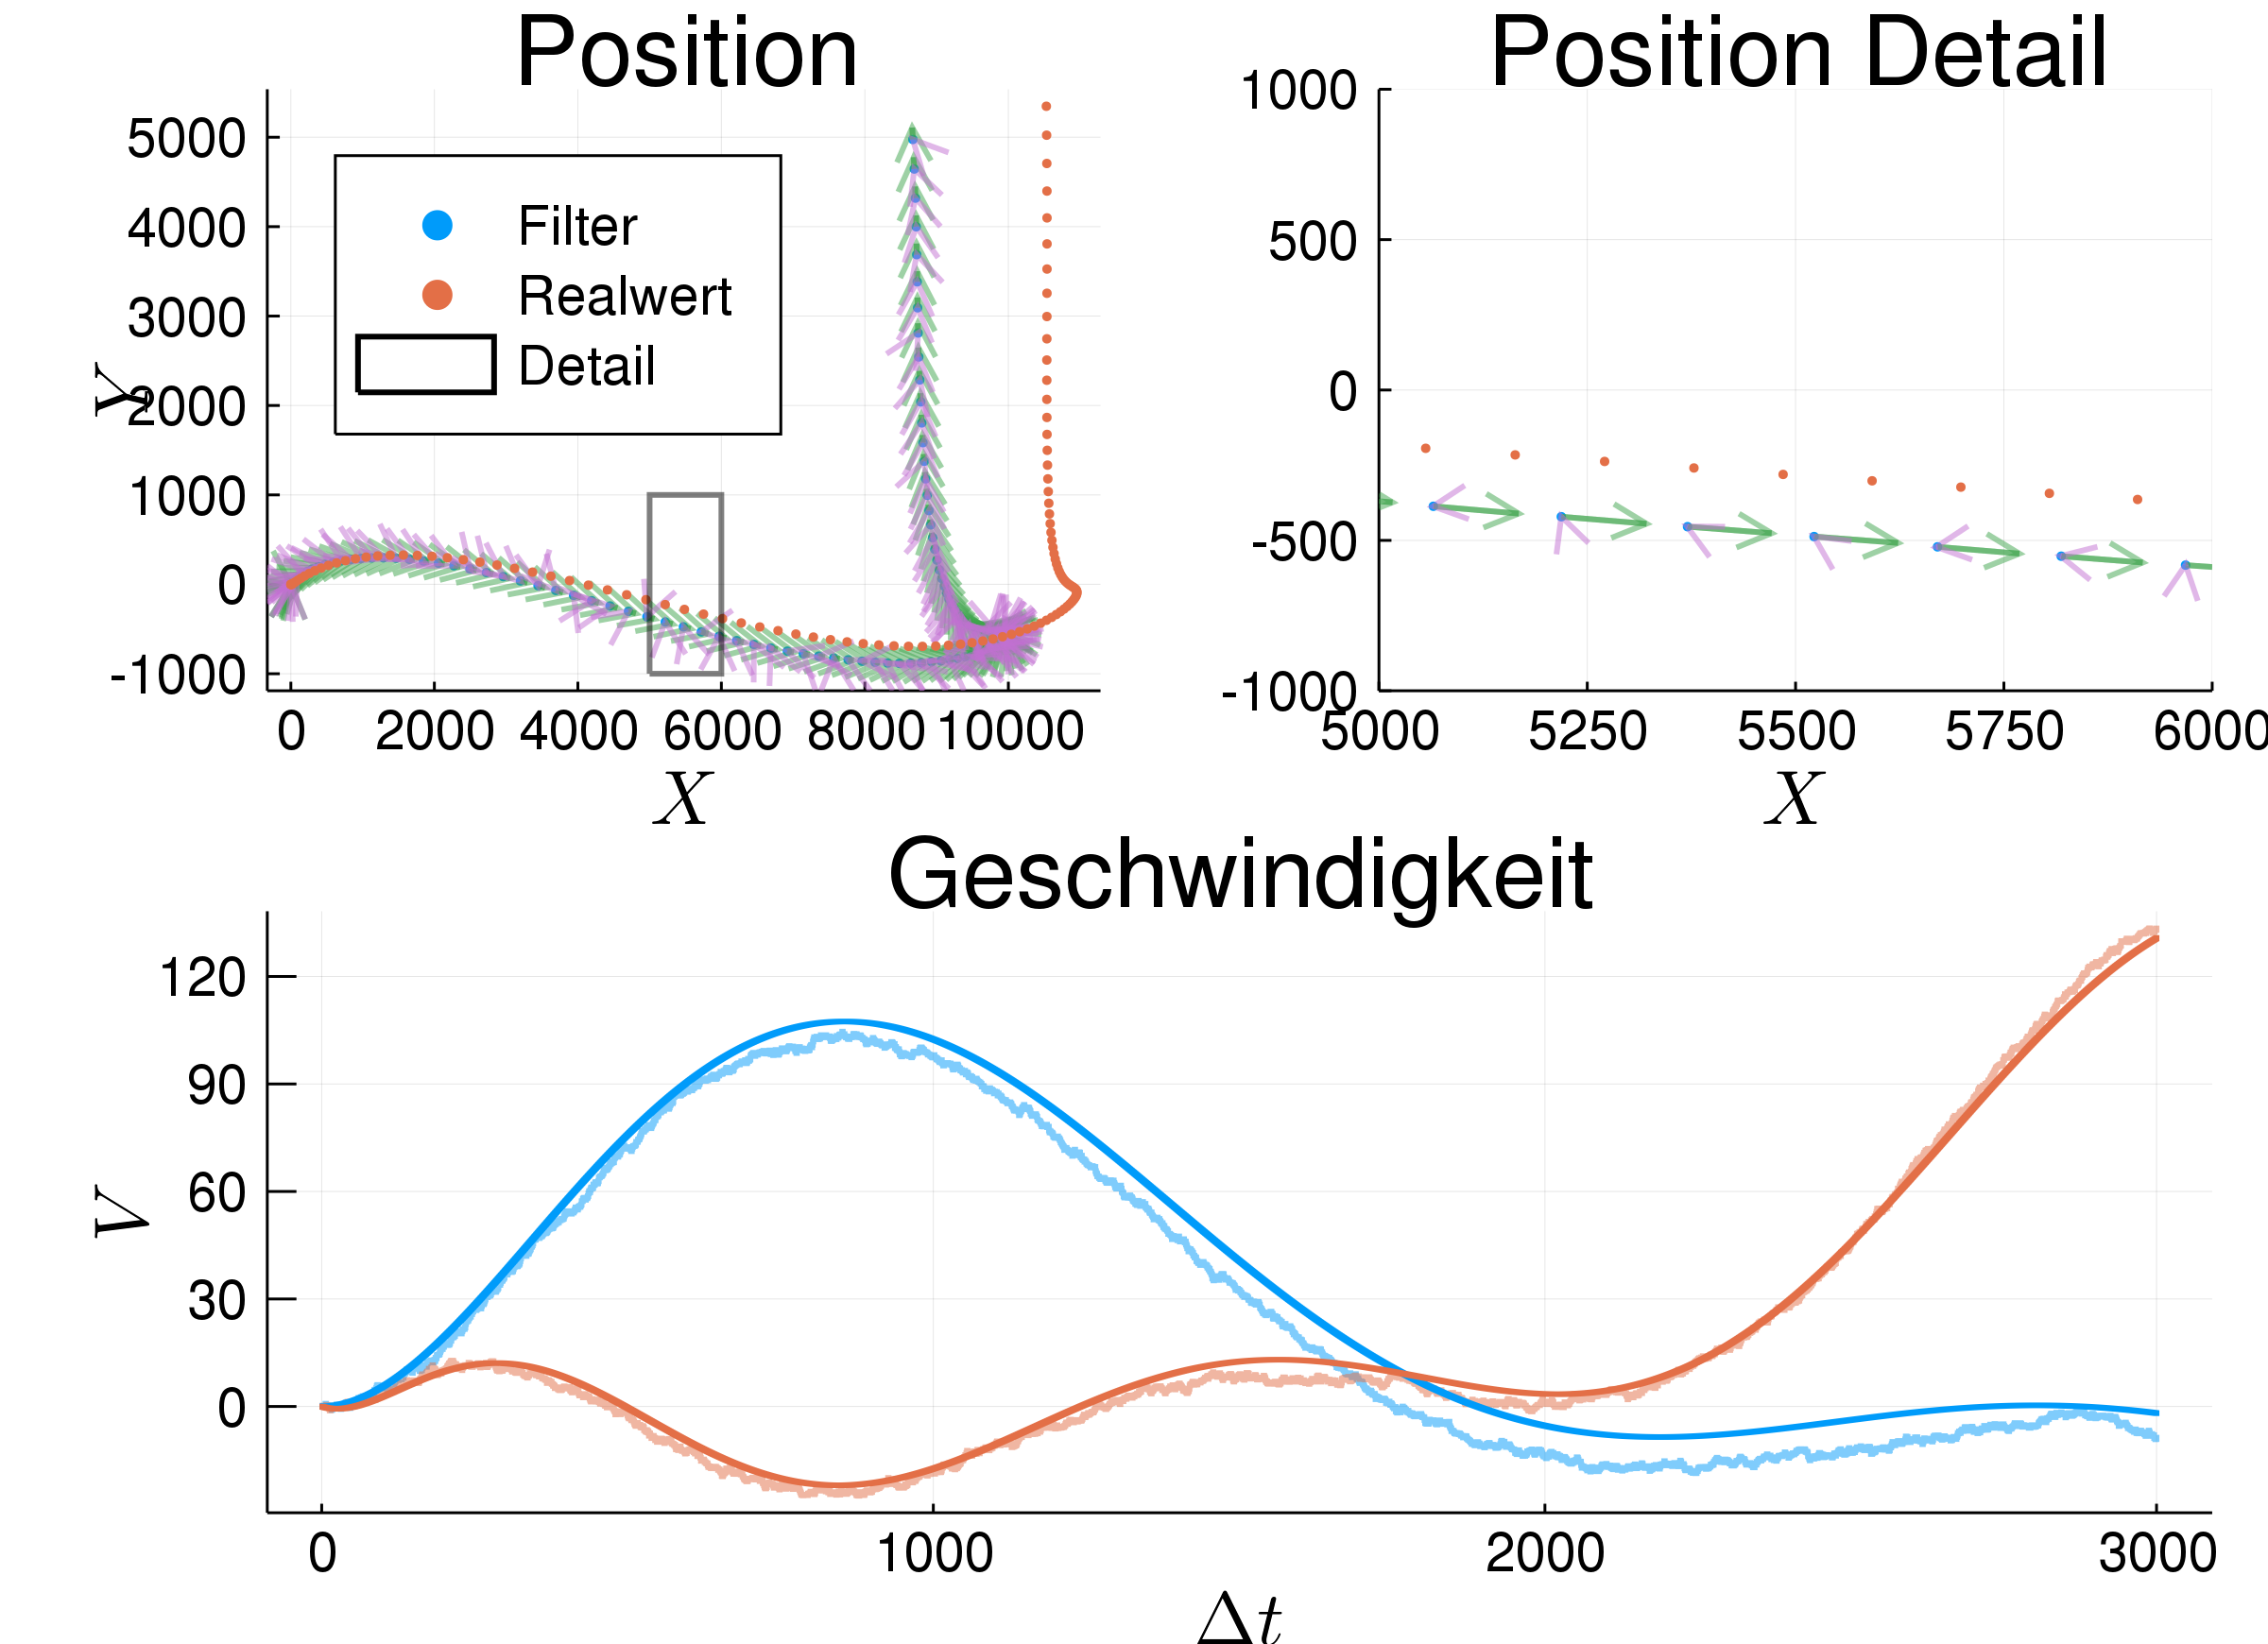 Position
5000
4000
3000
2000
1000
0
-1000
Y
Filter
Realwert
Detail
0 2000 4000 6000 8000 10000
X
Position Detail
1000
500
0
-500
-1000
5000 5250 5500 5750 6000
X
Geschwindigkeit
120
90
60
30
0
V
0 1000 2000 3000
Δt